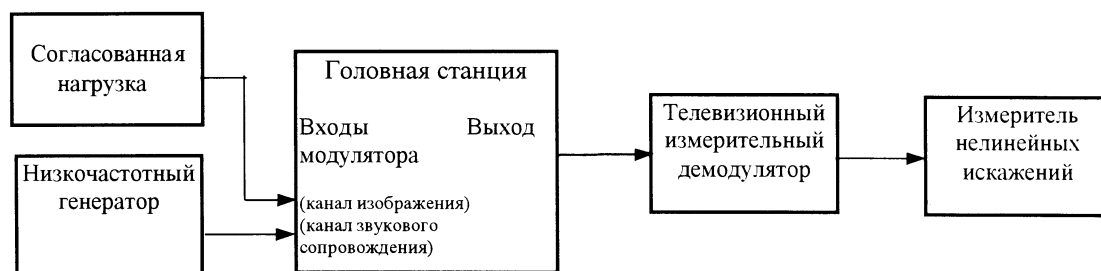 Согласованная
нагрузка
Низкочастотный
генератор
Головная станция
Входы Выход
модулятора
(канал изображения)
(канал звукового
сопровождения)
Телевизионный
измерительный
демодулятор
Измеритель
нелинейных
искажений